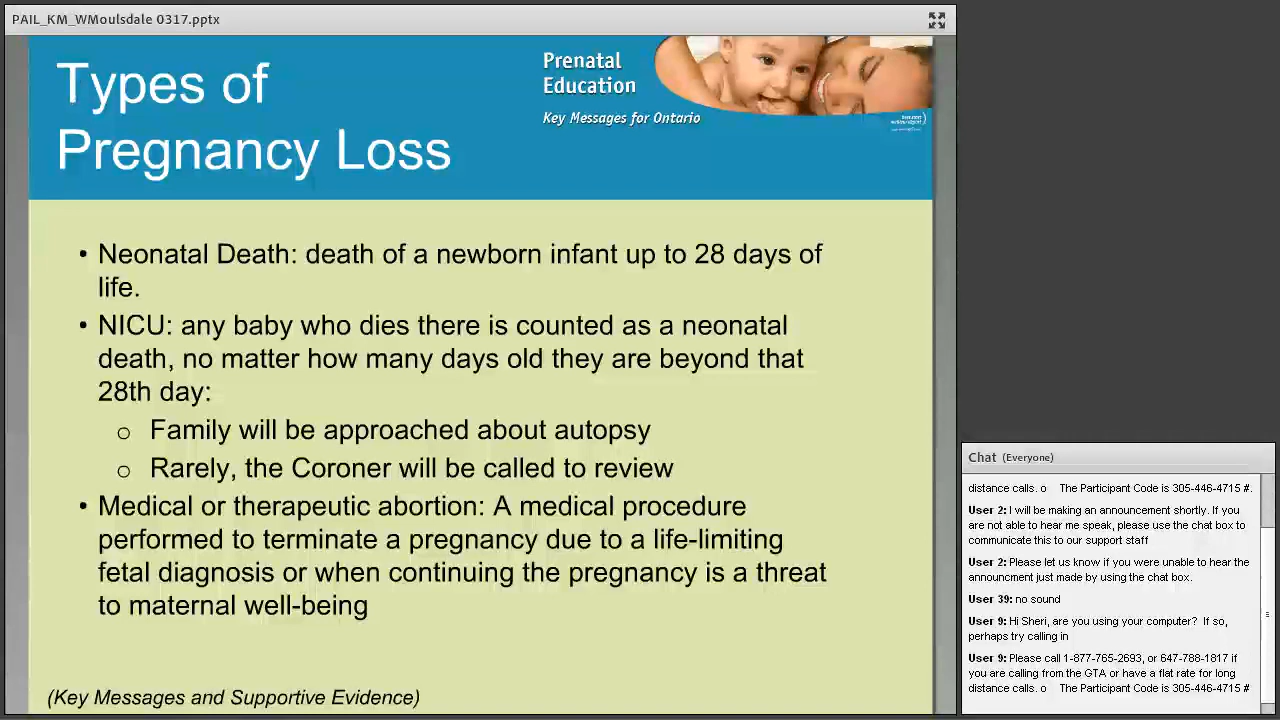 PAIL_KM_WMoulsdale 0317.pptx
Types of
Pregnancy Loss
Prenatal
Education
Key Messages for Ontario
• Neonatal Death: death of a newborn infant up to 28 days of
life.
• NICU: any baby who dies there is counted as a neonatal
death, no matter how many days old they are beyond that
28th day:
o Family will be approached about autopsy
o Rarely, the Coroner will be called to review
• Medical or therapeutic abortion: A medical procedure
performed to terminate a pregnancy due to a life-limiting
fetal diagnosis or when continuing the pregnancy is a threat
to maternal well-being
(Key Messages and Supportive Evidence)
Chat (Everyone)
distance calls. o The Participant Code is 305-446-4715 #.
User 2: I will be making an announcement shortly. If you
are not able to hear me speak, please use the chat box to
communicate this to our support staff
User 2: Please let us know if you were unable to hear the
announcment just made by using the chat box.
User 39: no sound
User 9: Hi Sheri, are you using your computer? If so,
perhaps try calling in
User 9: Please call 1-877-765-2693, or 647-788-1817 if
you are calling from the GTA or have a flat rate for long
distance calls. . The Participant Code is 305-446-4715 #